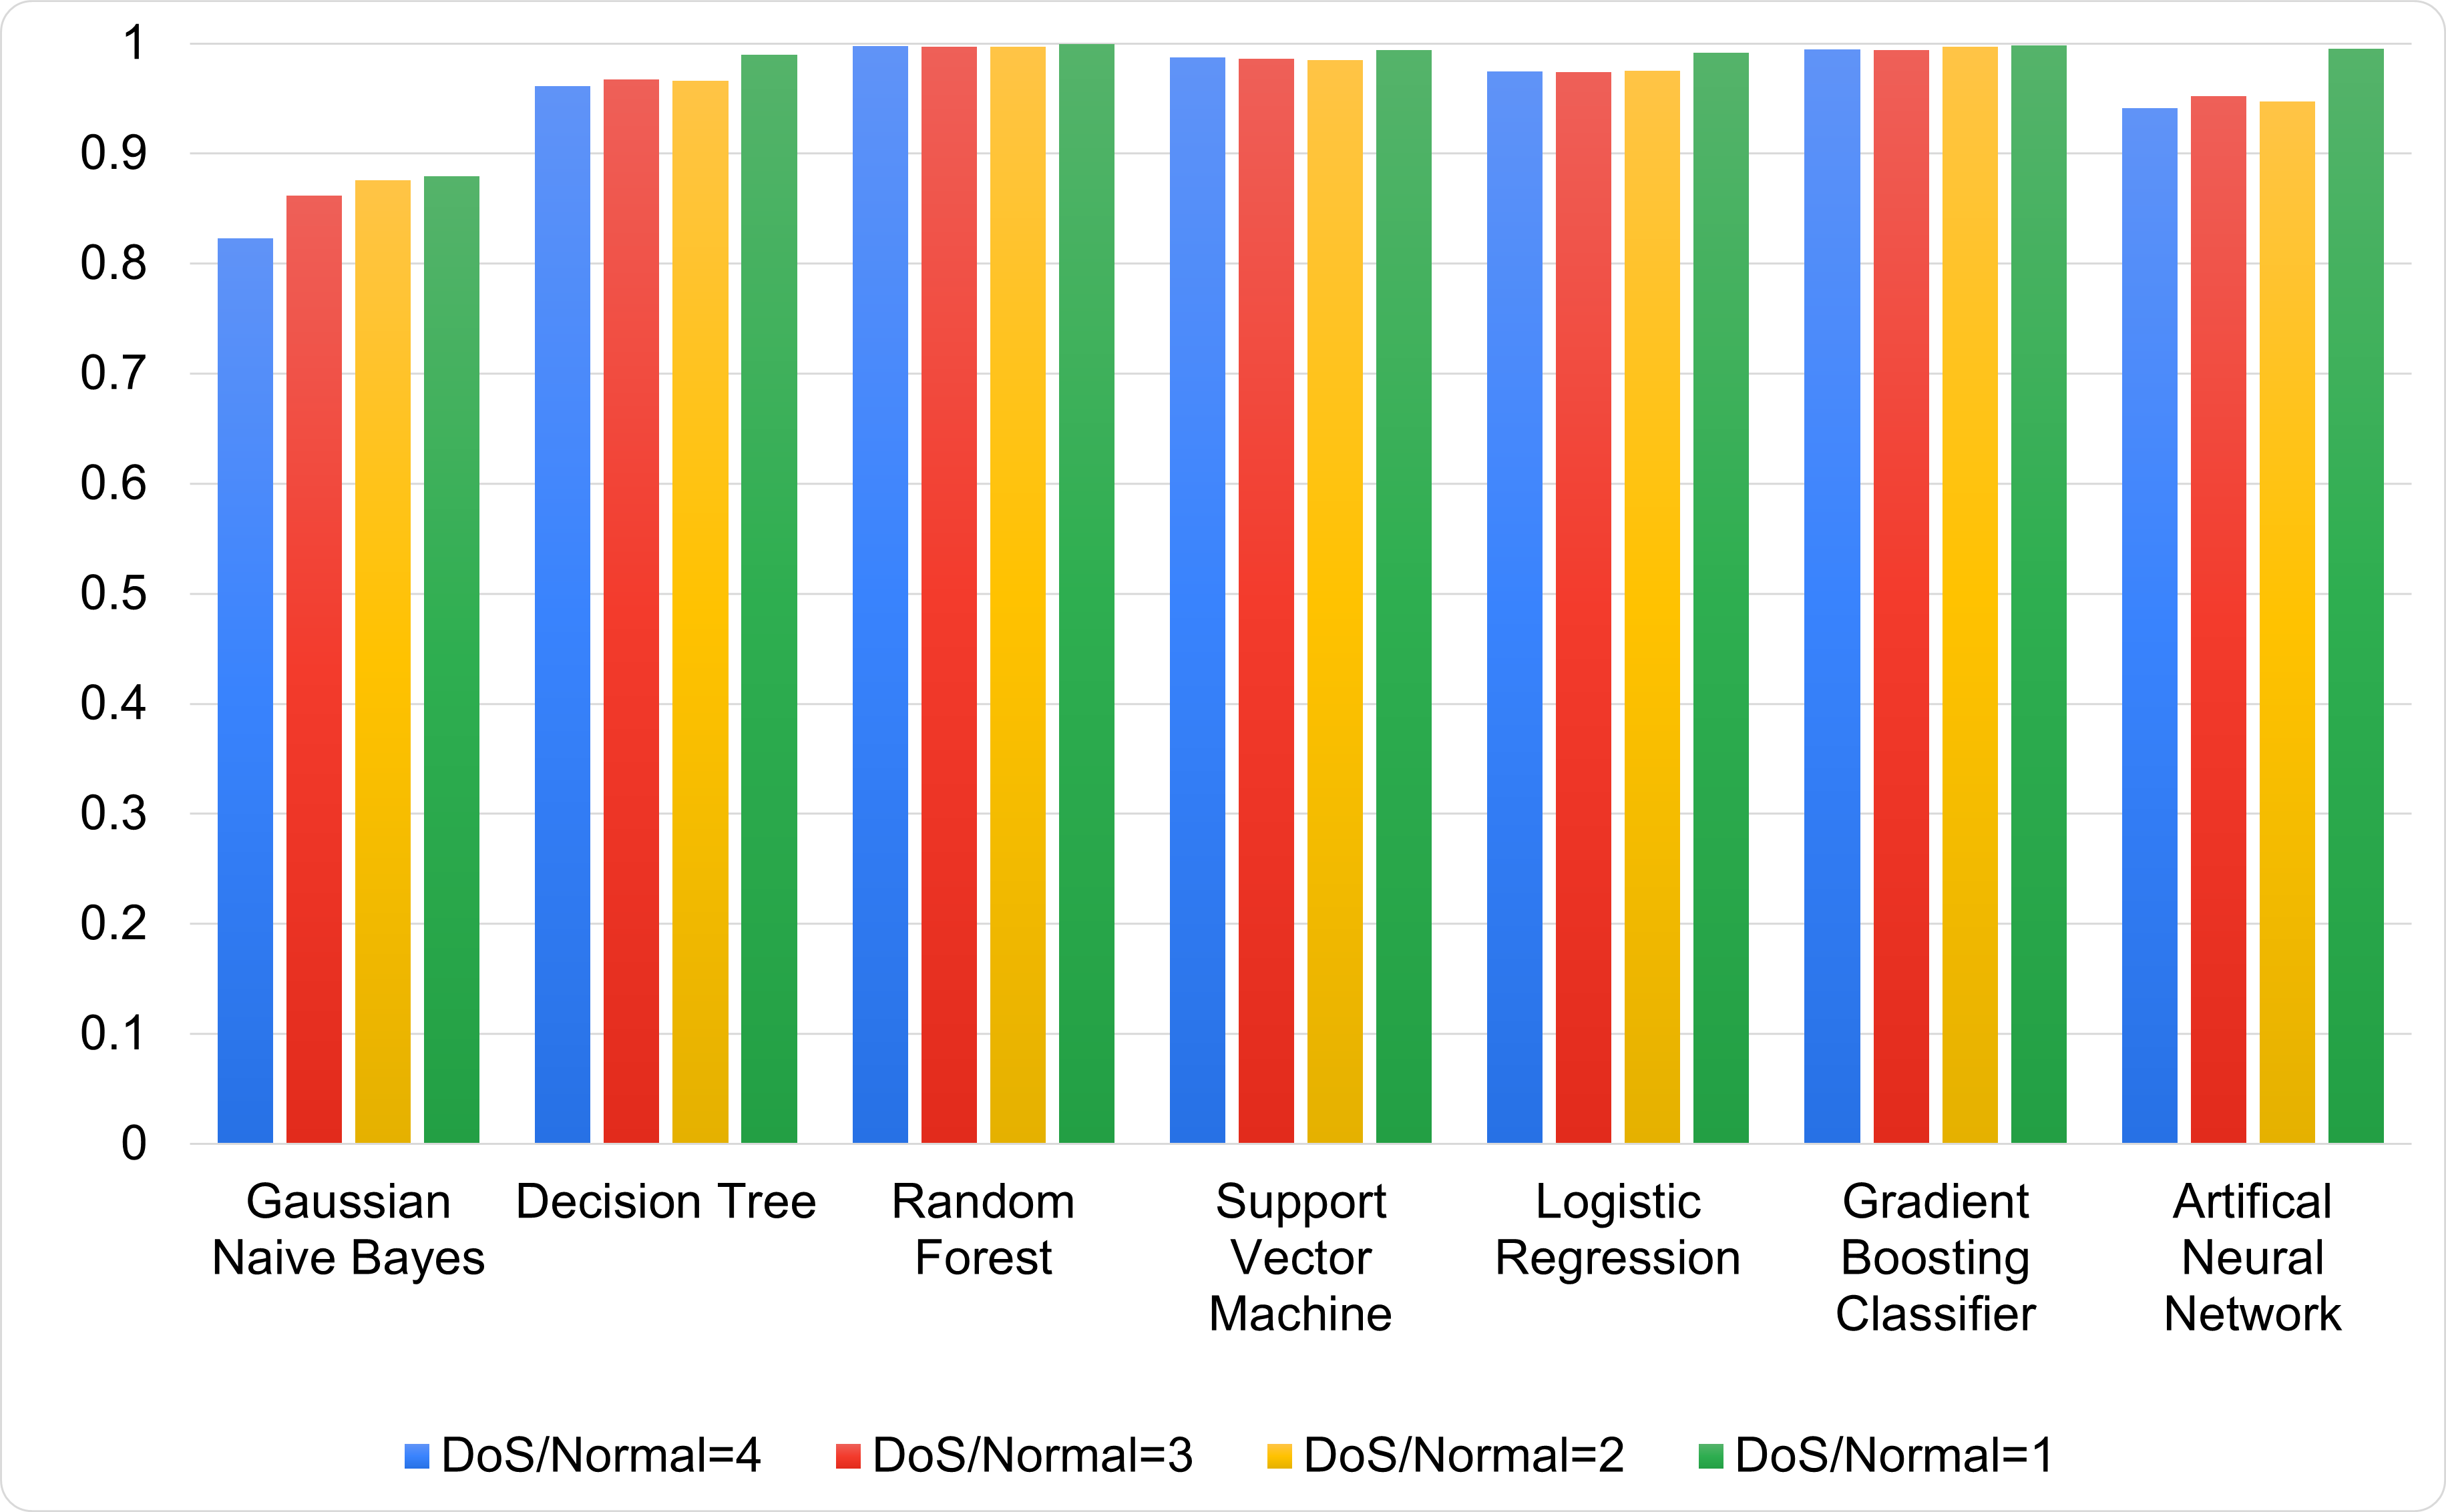 1
0.9
0.8
0.7
0.6
0.5
0.4
0.3
0.2
0.1
0
Gaussian
Naive Bayes
Decision Tree
Random
Forest
Support
Vector
Machine
Logistic
Regression
Gradient
Boosting
Classifier
Artifical
Neural
Network
DoS/Normal=4
DoS/Normal=3
DoS/Normal=2
DoS/Normal=1